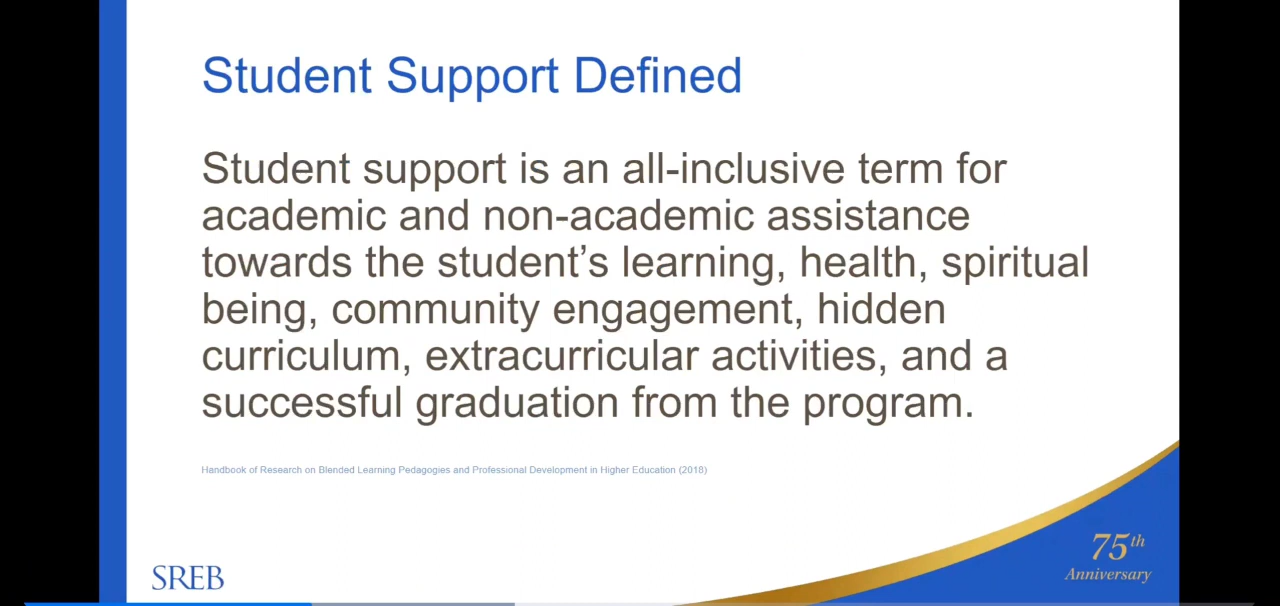 Student Support Defined
Student support is an all-inclusive term for
academic and non-academic assistance
towards the student's learning, health, spiritual
being, community engagement, hidden
curriculum, extracurricular activities, and a
successful graduation from the program.
Handbook of Research on Blended Learning Pedagogies and Professional Development in Higher Education (2018)
SREB
75th
Anniversary